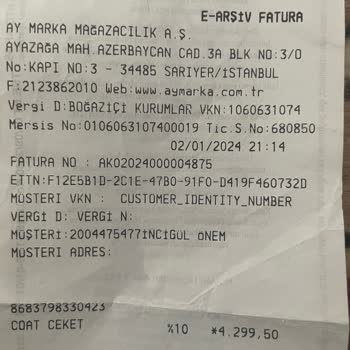 E-ARŞİV FATURA
AY MARKA MAĞAZACILIK A.Ş.
AYAZAĞA MAH.AZERBAYCAN CAD.3A BLK NO:3/0
No:KAPI NO:3 - 34485 SARIYER/İSTANBUL
F:2123862010 Web:www.aymarka.com.tr
Vergi D:BOĞAZİÇİ KURUMLAR VKN:1060631074
Mersis No:0106063107400019 Tic.S.No:680850
02/01/2024 21:14
FATURA NO : AK02024000004875
ETTN:F12E5B1D-2C1E-47B0-91F0-D419F460732D
MÜSTERİ VKN : CUSTOMER_IDENTITY_NUMBER
VERGİ D: VERGİ N:
MÜŞTERİ:2004475477İNCİGÜL ÖNEM
MÜSTERİ ADRES:
8683798330423
COAT CEKET %10 *4.299,50